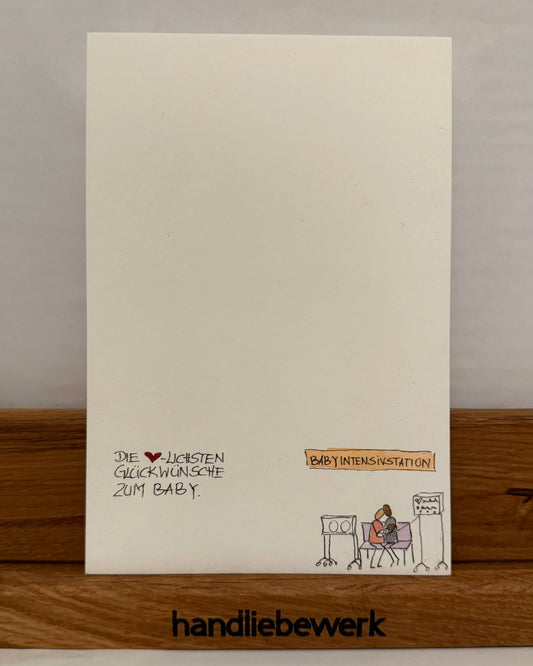 DIE ❤-LICHSTEN
GLÜCKWÜNSCHE
ZUM BABY.
BABYINTENSIVSTATION
handliebewerk